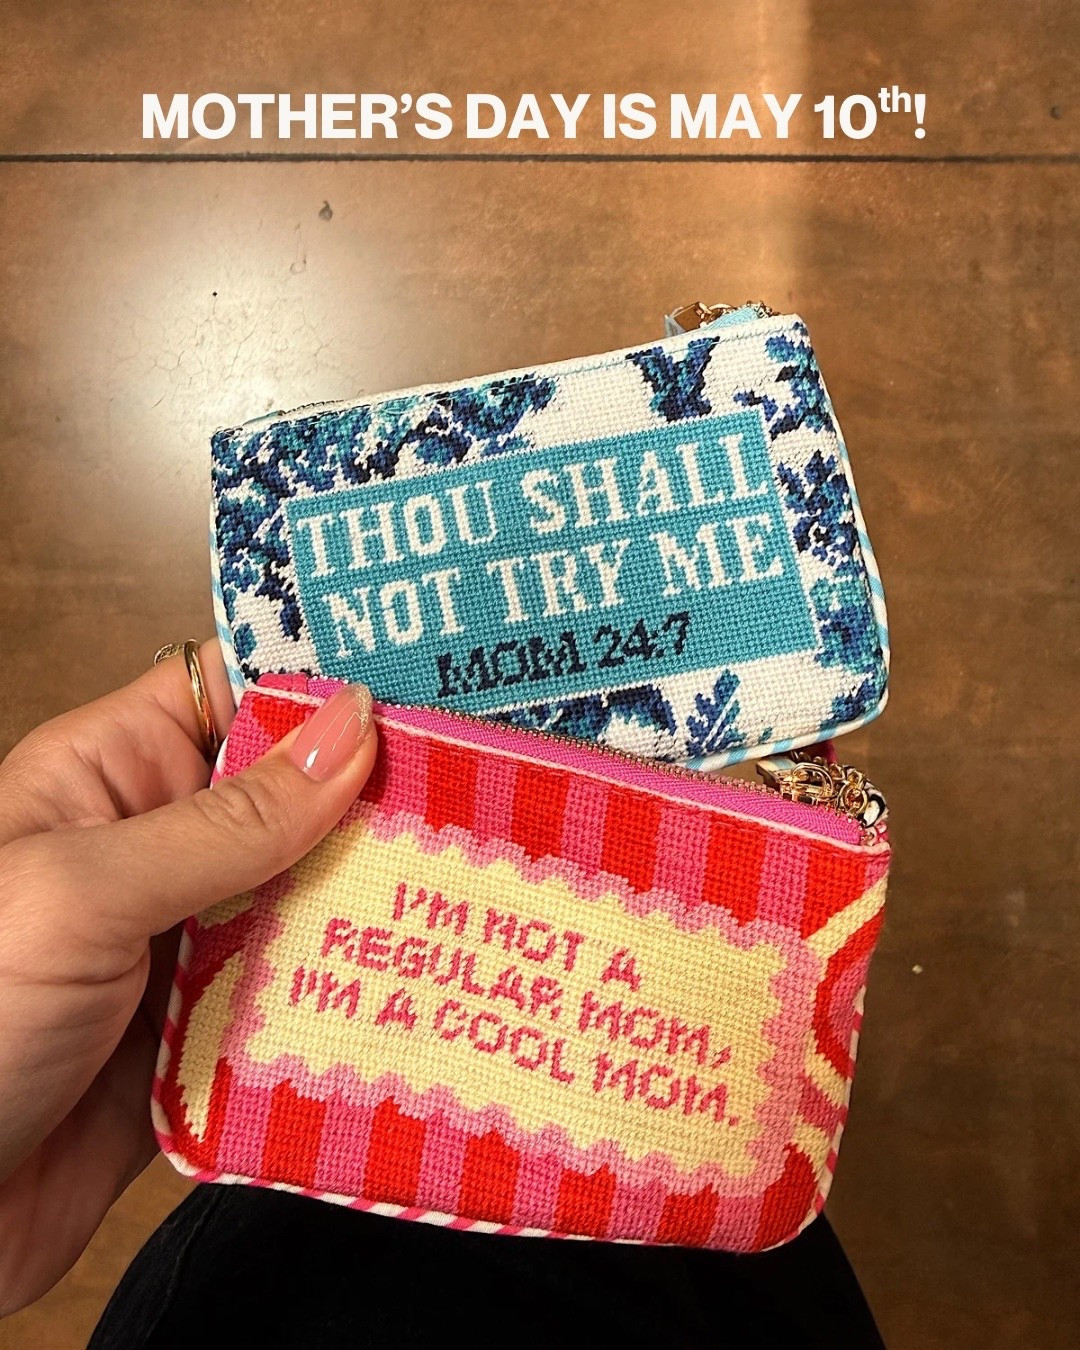 MOTHER'S DAY IS MAY 10th!
THOU SHALL
NOT TRY ME
MOM 24:7
I'M NOT A
REGULAR MOM,
I'M A COOL MOM.